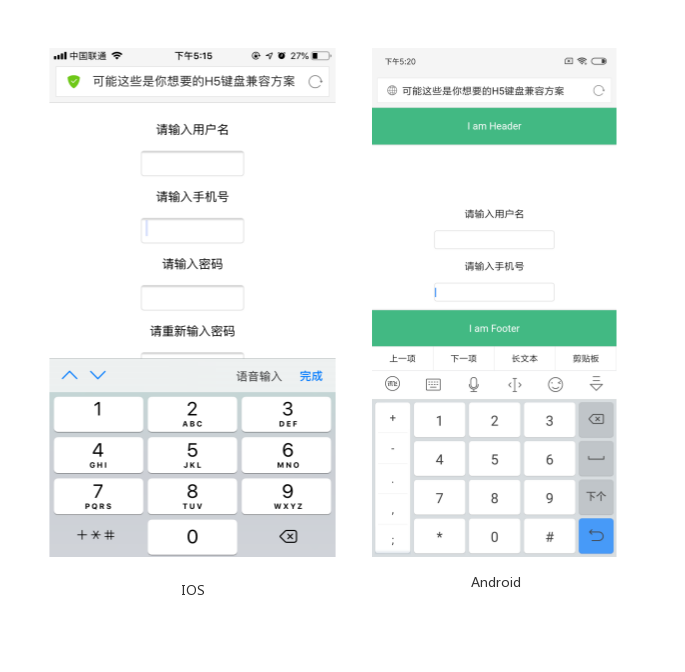 中国联通 下午5:15 27%
可能这些是你想要的H5键盘兼容方案
请输入用户名
请输入手机号
请输入密码
请重新输入密码
语音输入 完成
1 2 3
ABC DEF
4 5 6
GHI JKL MNO
7 8 9
PQRS TUV WXYZ
+*# 0
IOS
下午5:20
可能这些是你想要的H5键盘兼容方案
I am Header
请输入用户名
请输入手机号
I am Footer
上一项 下一项 长文本 剪贴板
+ 1 2 3
- 4 5 6
. 7 8 9 下个
,
; * 0 #
Android